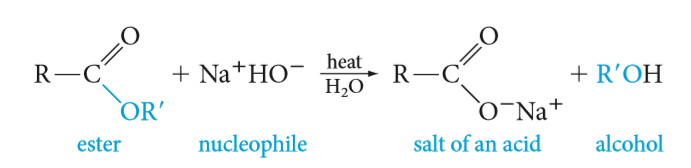 O O
R—C + Na⁺HO⁻ heat R—C + R′OH
H₂O
OR′ O⁻Na⁺
ester nucleophile salt of an acid alcohol